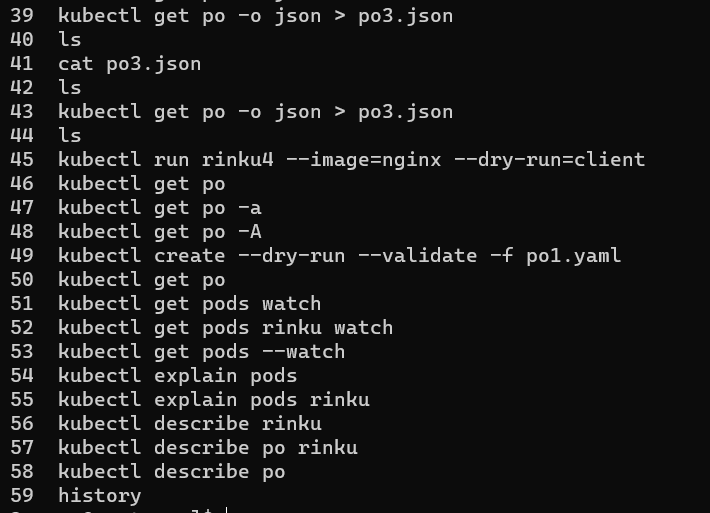 39 kubectl get po -o json > po3.json
40 ls
41 cat po3.json
42 ls
43 kubectl get po -o json > po3.json
44 ls
45 kubectl run rinku4 --image=nginx --dry-run=client
46 kubectl get po
47 kubectl get po -a
48 kubectl get po -A
49 kubectl create --dry-run --validate -f po1.yaml
50 kubectl get po
51 kubectl get pods watch
52 kubectl get pods rinku watch
53 kubectl get pods --watch
54 kubectl explain pods
55 kubectl explain pods rinku
56 kubectl describe rinku
57 kubectl describe po rinku
58 kubectl describe po
59 history